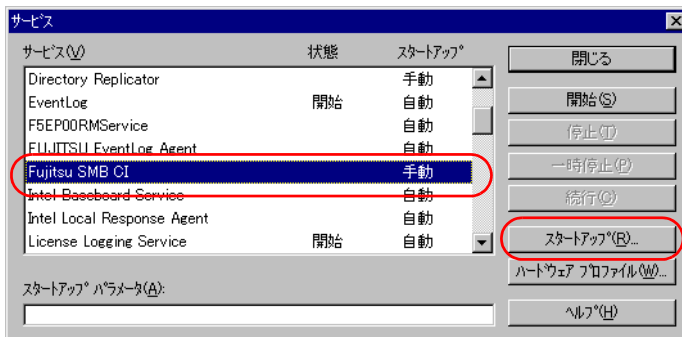 サービス
サービス(V) 状態 スタートアップ
Directory Replicator 手動
EventLog 開始 自動
F5EP00RMService 自動
FUJITSU EventLog Agent 自動
Fujitsu SMB CI 手動
Intel Baseboard Service 自動
Intel Local Response Agent 自動
License Logging Service 開始 自動
スタートアップ パラメータ(A):
閉じる
開始(S)
停止(T)
一時停止(P)
続行(C)
スタートアップ(R)...
ハードウェア プロファイル(W)...
ヘルプ(H)